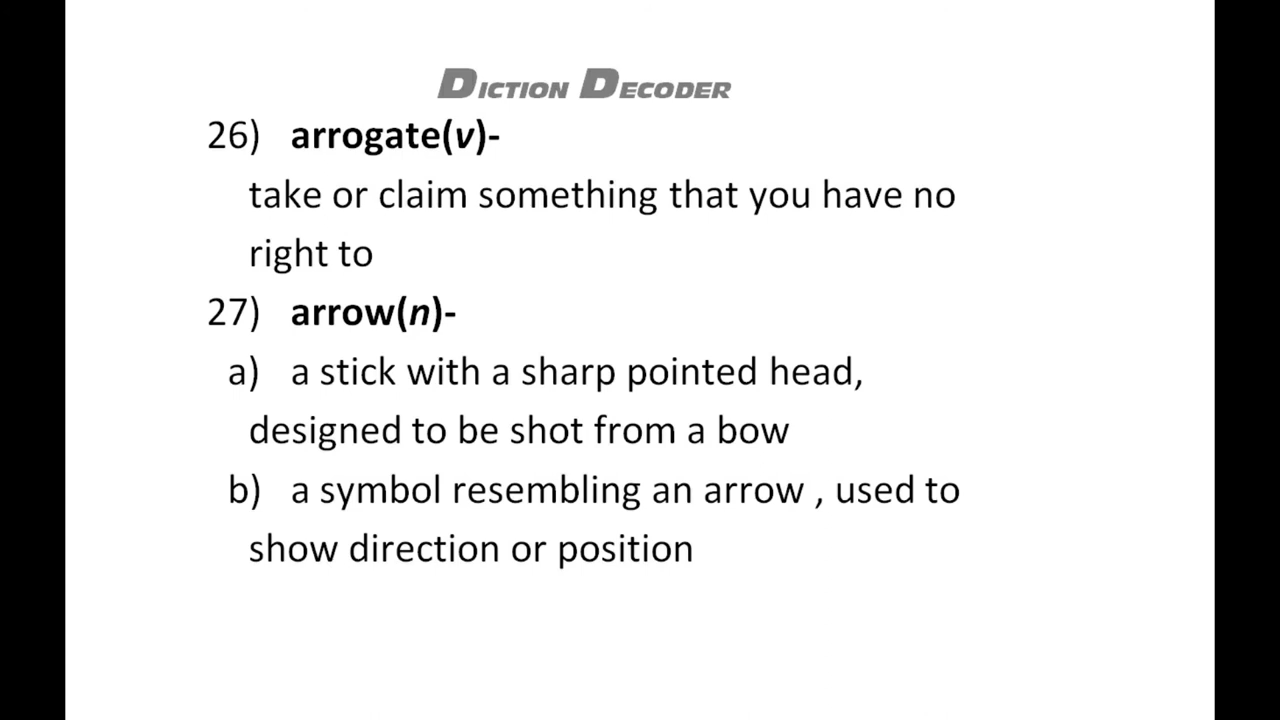 DICTION DECODER
26) arrogate(v)-
take or claim something that you have no
right to
27) arrow(n)-
a) a stick with a sharp pointed head,
designed to be shot from a bow
b) a symbol resembling an arrow , used to
show direction or position